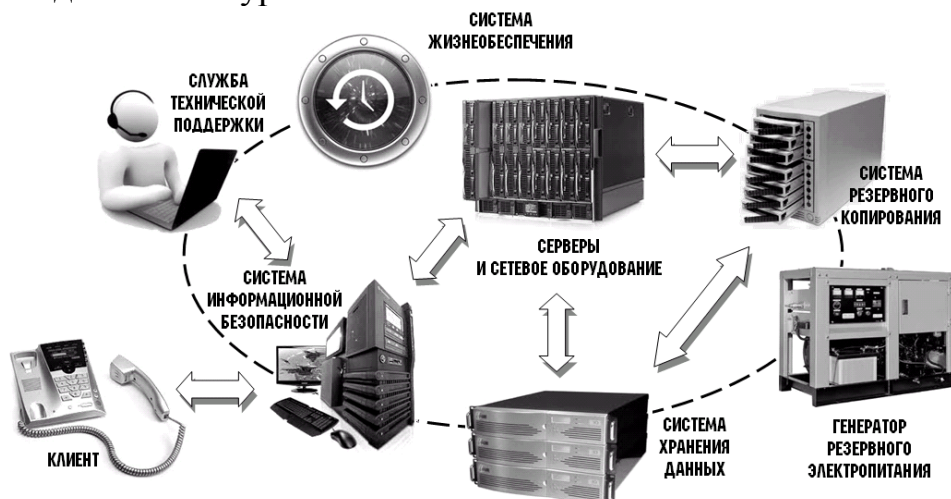 СИСТЕМА
ЖИЗНЕОБЕСПЕЧЕНИЯ
СЛУЖБА
ТЕХНИЧЕСКОЙ
ПОДДЕРЖКИ
СИСТЕМА
РЕЗЕРВНОГО
КОПИРОВАНИЯ
СЕРВЕРЫ
И СЕТЕВОЕ ОБОРУДОВАНИЕ
СИСТЕМА
ИНФОРМАЦИОННОЙ
БЕЗОПАСНОСТИ
КЛИЕНТ
СИСТЕМА
ХРАНЕНИЯ
ДАННЫХ
ГЕНЕРАТОР
РЕЗЕРВНОГО
ЭЛЕКТРОПИТАНИЯ